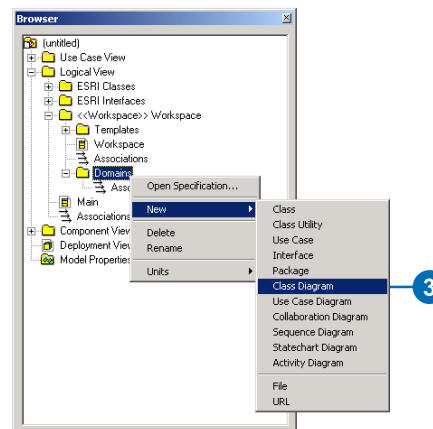 Browser
(untitled)
Use Case View
Logical View
ESRI Classes
ESRI Interfaces
<<Workspace>> Workspace
Templates
Workspace
Associations
Domains
Asso
Main
Associations
Component View
Deployment View
Model Properties
Open Specification...
New
Delete
Rename
Units
Class
Class Utility
Use Case
Interface
Package
Class Diagram
Use Case Diagram
Collaboration Diagram
Sequence Diagram
Statechart Diagram
Activity Diagram
File
URL
3